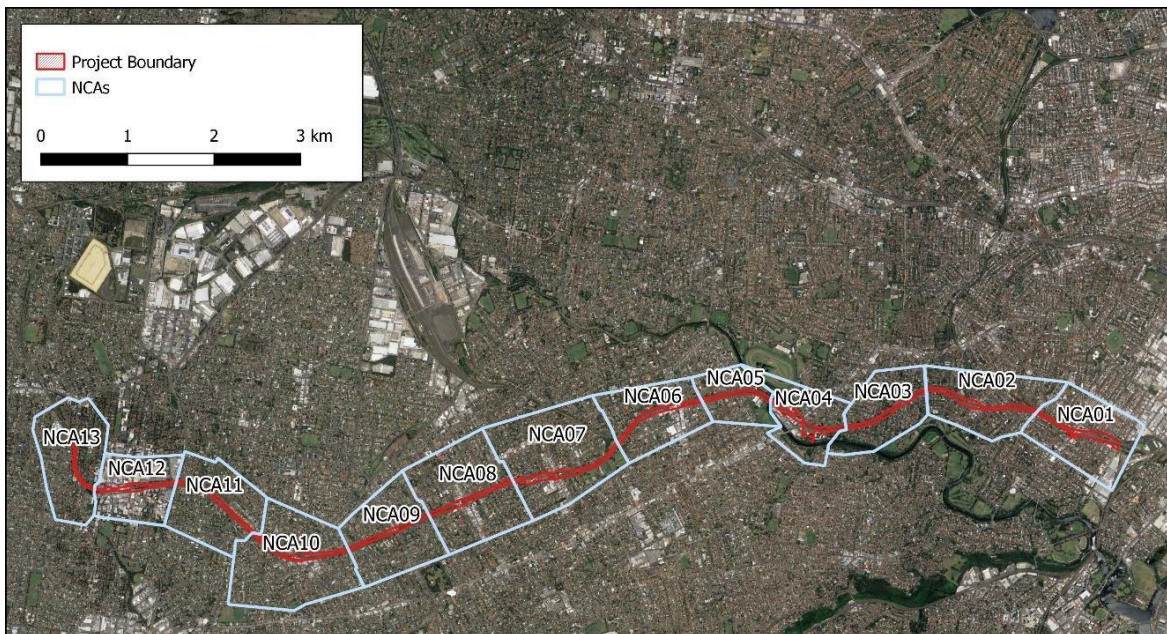 Project Boundary
NCAs
0 1 2 3 km
NCA05
NCA06
NCA04
NCA03
NCA02
NCA01
NCA07
NCA13
NCA12
NCA08
NCA11
NCA09
NCA10